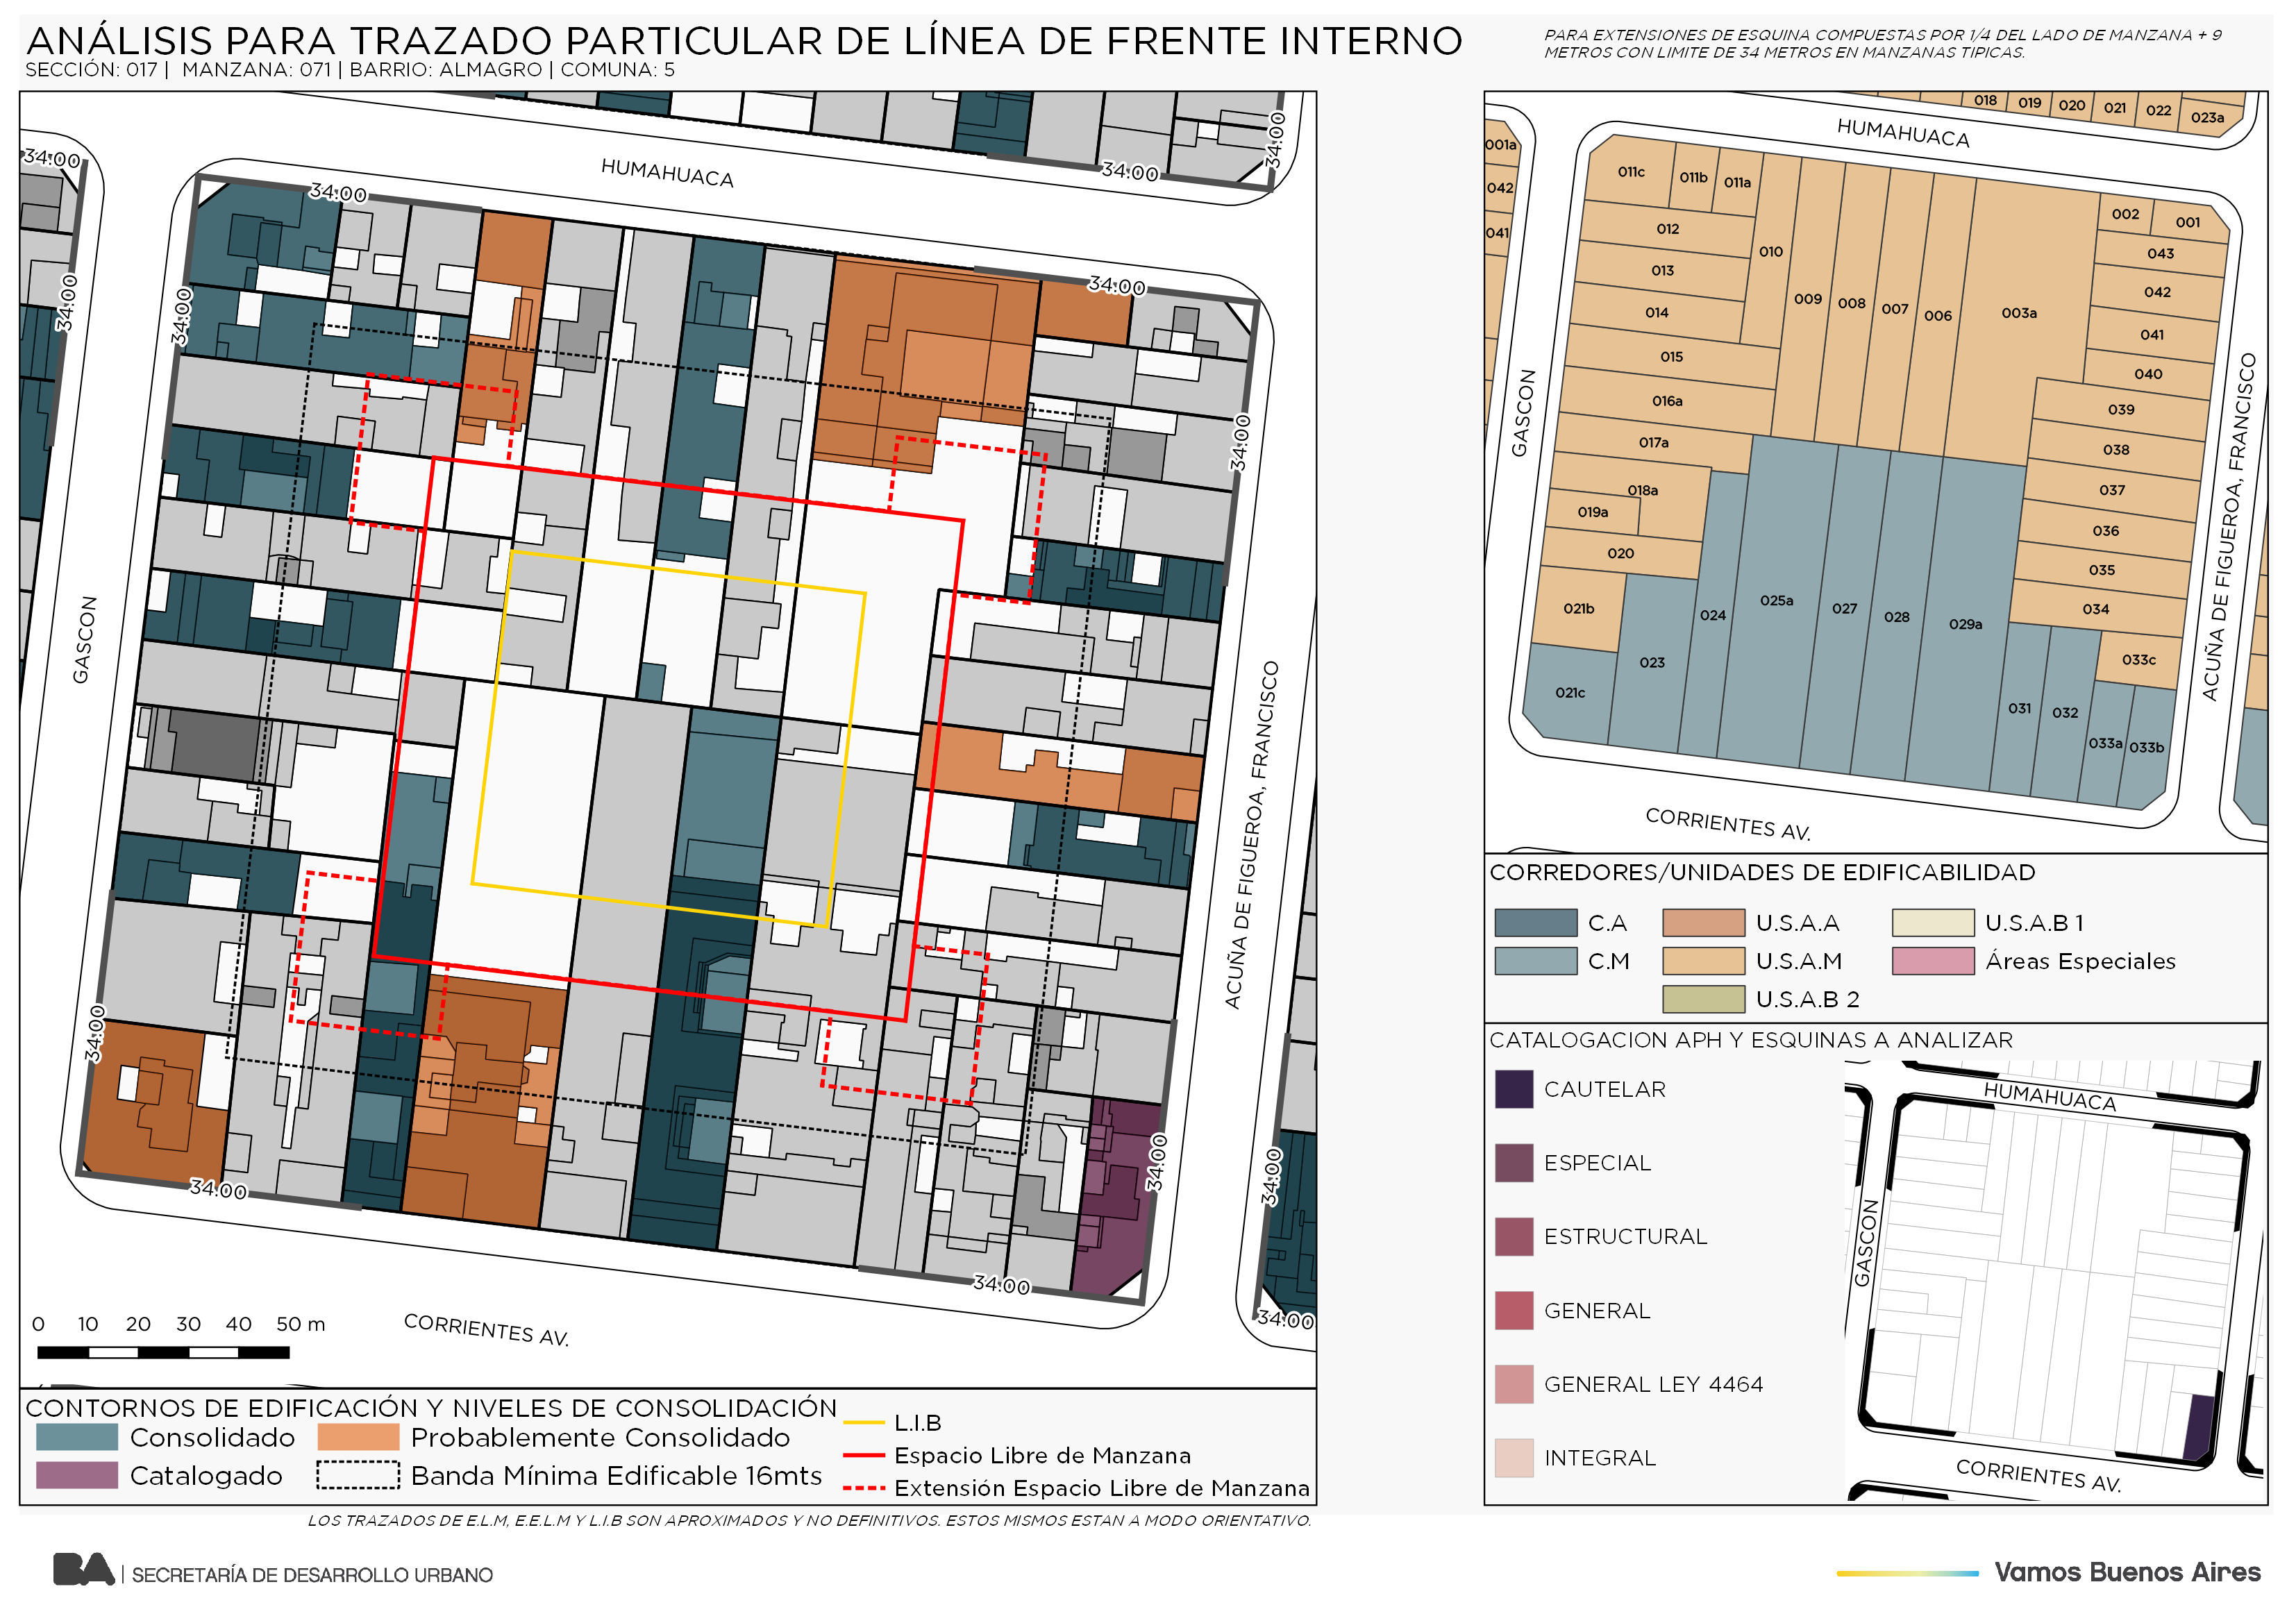 ANÁLISIS PARA TRAZADO PARTICULAR DE LÍNEA DE FRENTE INTERNO
SECCIÓN: 017 | MANZANA: 071 | BARRIO: ALMAGRO | COMUNA: 5
PARA EXTENSIONES DE ESQUINA COMPUESTAS POR 1/4 DEL LADO DE MANZANA + 9
METROS CON LIMITE DE 34 METROS EN MANZANAS TIPICAS.
34:00
34:00
34:00
34:00
34:00
34:00
34:00
34:00
34:00
34:00
34:00
34:00
34:00
34:00
HUMAHUACA
GASCON
ACUÑA DE FIGUEROA, FRANCISCO
CORRIENTES AV.
0 10 20 30 40 50 m
CONTORNOS DE EDIFICACIÓN Y NIVELES DE CONSOLIDACIÓN
Consolidado
Probablemente Consolidado
Catalogado
Banda Mínima Edificable 16mts
L.I.B
Espacio Libre de Manzana
Extensión Espacio Libre de Manzana
LOS TRAZADOS DE E.L.M, E.E.L.M Y L.I.B SON APROXIMADOS Y NO DEFINITIVOS. ESTOS MISMOS ESTAN A MODO ORIENTATIVO.
018 019 020 021 022 023a
HUMAHUACA
001a
042
041
011c 011b 011a
012
013
014
015
016a
017a
018a
019a
020
021b
021c
010 009 008 007 006 003a
002 001
043
042
041
040
039
038
037
036
035
034
033c
023 024 025a 027 028 029a 031 032 033a 033b
GASCON
ACUÑA DE FIGUEROA, FRANCISCO
CORRIENTES AV.
CORREDORES/UNIDADES DE EDIFICABILIDAD
C.A
U.S.A.A
U.S.A.B 1
C.M
U.S.A.M
Áreas Especiales
U.S.A.B 2
CATALOGACION APH Y ESQUINAS A ANALIZAR
CAUTELAR
ESPECIAL
ESTRUCTURAL
GENERAL
GENERAL LEY 4464
INTEGRAL
HUMAHUACA
GASCON
CORRIENTES AV.
BA | SECRETARÍA DE DESARROLLO URBANO
Vamos Buenos Aires